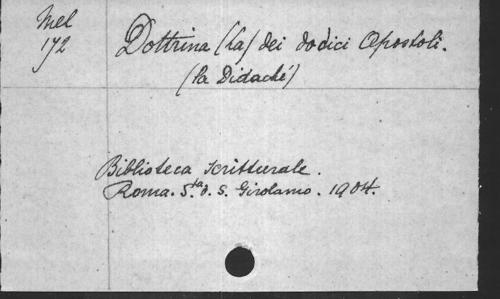 Mel
172
Dottrina (la) dei dodici Apostoli.
(la Didaché)
Biblioteca Scritturale.
Roma. S.ta d. S. Girolamo. 1904.